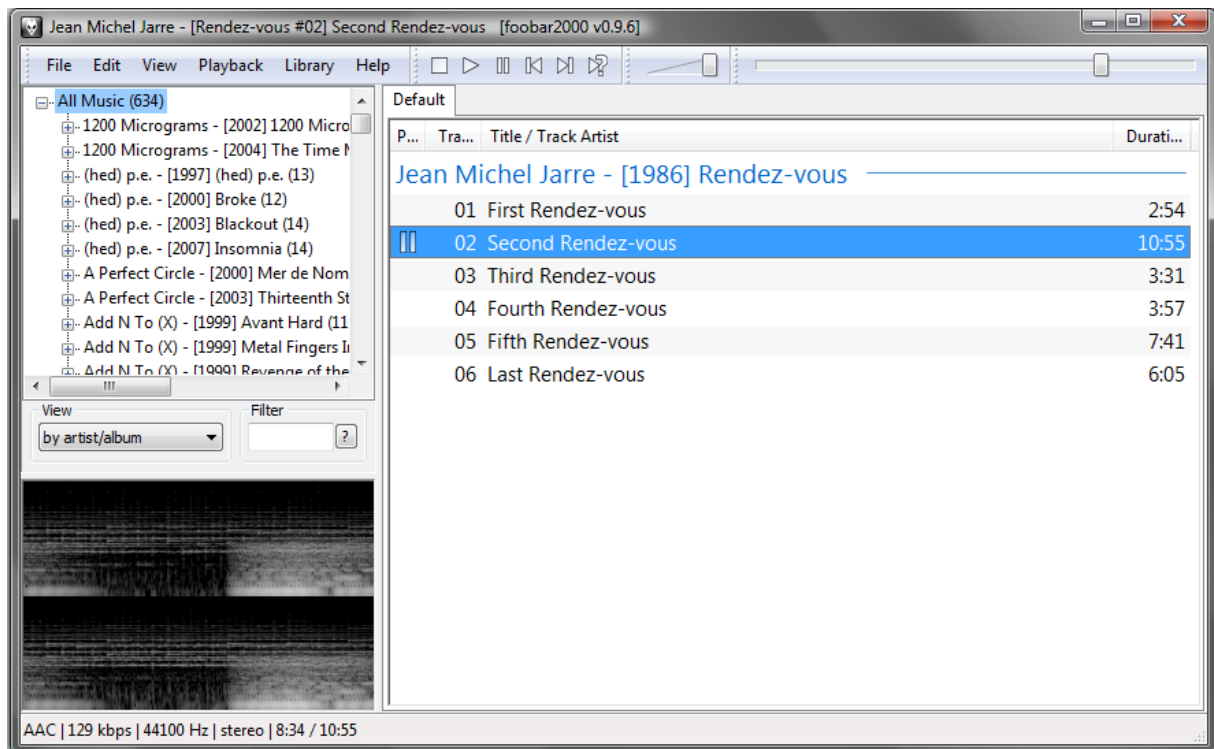 Jean Michel Jarre - [Rendez-vous #02] Second Rendez-vous [foobar2000 v0.9.6]
File Edit View Playback Library Help
All Music (634)
1200 Micrograms - [2002] 1200 Micro
1200 Micrograms - [2004] The Time
(hed) p.e. - [1997] (hed) p.e. (13)
(hed) p.e. - [2000] Broke (12)
(hed) p.e. - [2003] Blackout (14)
(hed) p.e. - [2007] Insomnia (14)
A Perfect Circle - [2000] Mer de Nom
A Perfect Circle - [2003] Thirteenth St
Add N To (X) - [1999] Avant Hard (11
Add N To (X) - [1999] Metal Fingers
Add N To (X) - [1999] Revenge of the
View
Filter
by artist/album
?
Default
P... Tra... Title / Track Artist Durati...
Jean Michel Jarre - [1986] Rendez-vous
01 First Rendez-vous 2:54
02 Second Rendez-vous 10:55
03 Third Rendez-vous 3:31
04 Fourth Rendez-vous 3:57
05 Fifth Rendez-vous 7:41
06 Last Rendez-vous 6:05
AAC | 129 kbps | 44100 Hz | stereo | 8:34 / 10:55